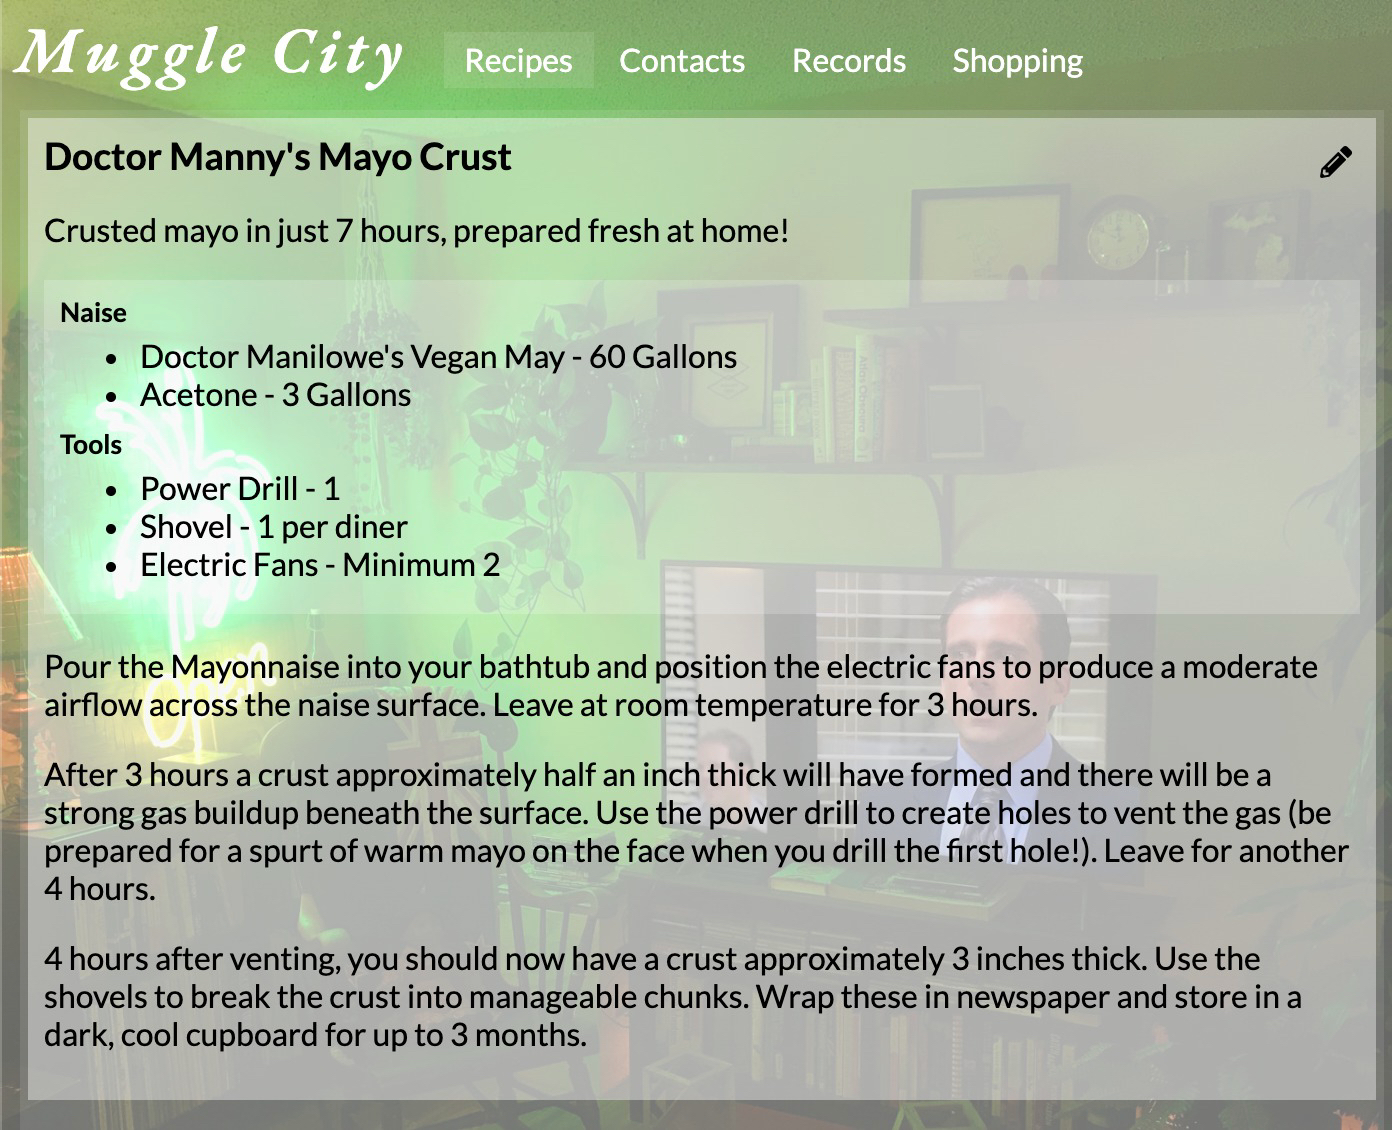 Muggle City
Recipes Contacts Records Shopping
Doctor Manny's Mayo Crust
Crusted mayo in just 7 hours, prepared fresh at home!
Naise
• Doctor Manilowe's Vegan May - 60 Gallons
• Acetone - 3 Gallons
Tools
• Power Drill - 1
• Shovel - 1 per diner
• Electric Fans - Minimum 2
Pour the Mayonnaise into your bathtub and position the electric fans to produce a moderate
airflow across the naise surface. Leave at room temperature for 3 hours.
After 3 hours a crust approximately half an inch thick will have formed and there will be a
strong gas buildup beneath the surface. Use the power drill to create holes to vent the gas (be
prepared for a spurt of warm mayo on the face when you drill the first hole!). Leave for another
4 hours.
4 hours after venting, you should now have a crust approximately 3 inches thick. Use the
shovels to break the crust into manageable chunks. Wrap these in newspaper and store in a
dark, cool cupboard for up to 3 months.